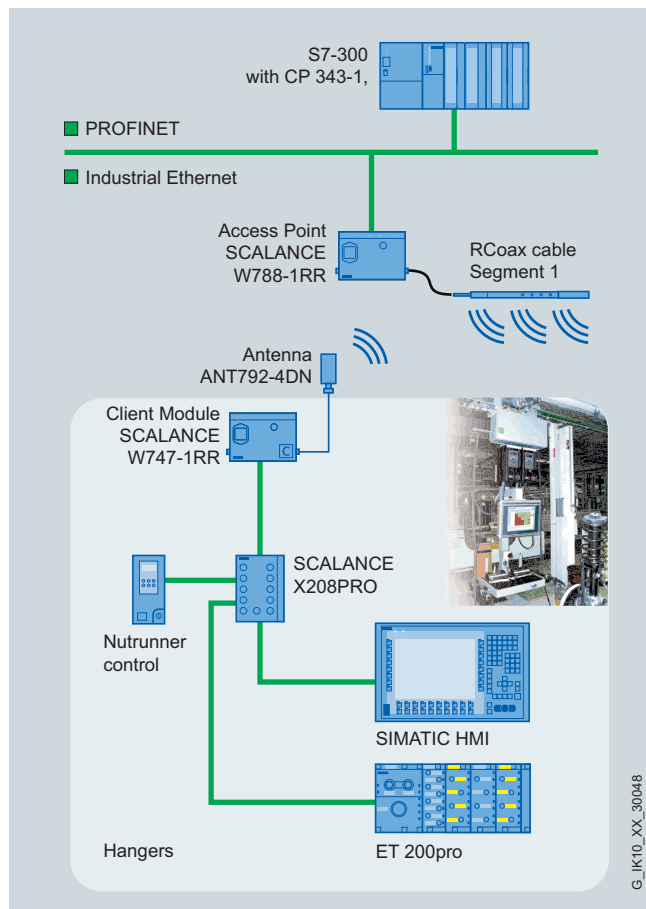 S7-300
with CP 343-1,
PROFINET
Industrial Ethernet
Access Point
SCALANCE
W788-1RR
RCoax cable
Segment 1
Antenna
ANT792-4DN
Client Module
SCALANCE
W747-1RR
C
SCALANCE
X208PRO
Nutrunner
control
SIMATIC HMI
Hangers
ET 200pro
G_IK10_XX_30048